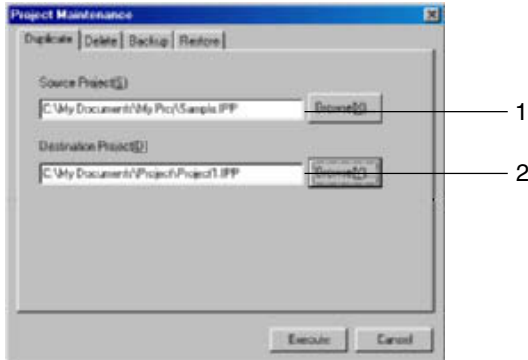 Project Maintenance
Duplicate Delete Backup Restore
Source Project(S)
C:\My Documents\My Proj\Sample.IPP Browse 1
Destination Project(D)
C:\My Documents\Project\Project1.IPP Browse 2
Execute Cancel